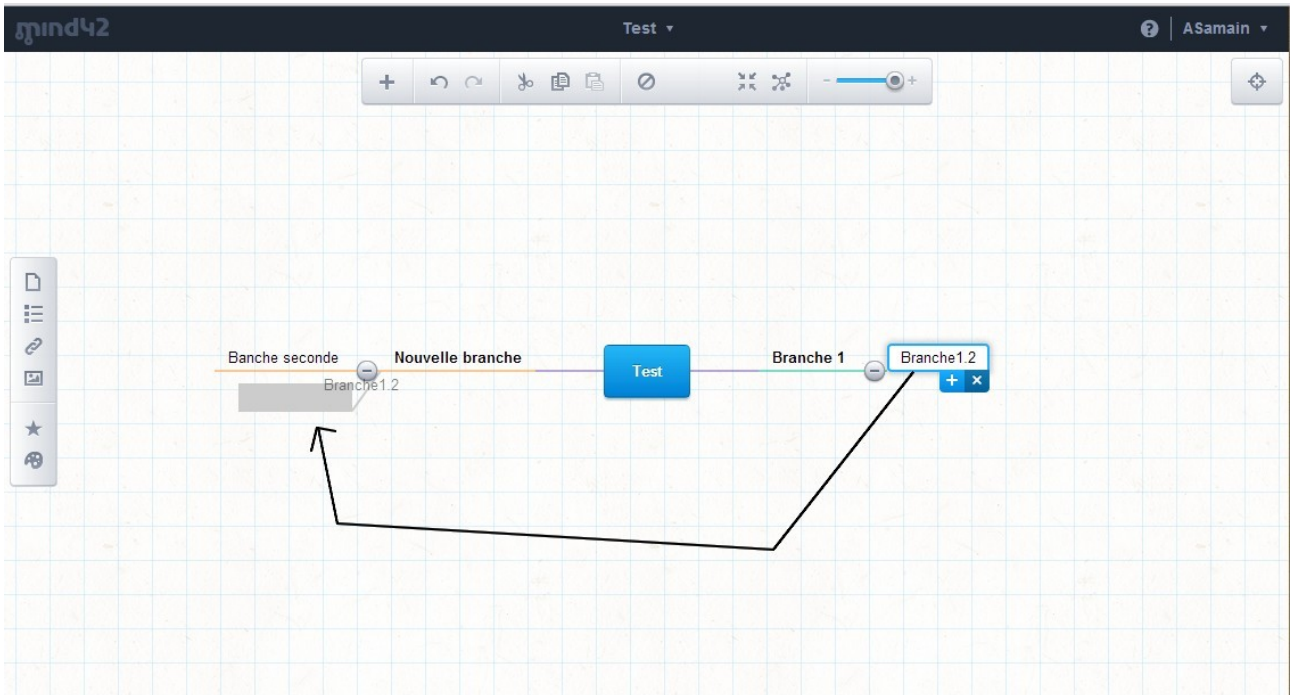 mind42
Test
ASamain
Banche seconde
Nouvelle branche
Test
Branche 1
Branche1.2
Branche1.2